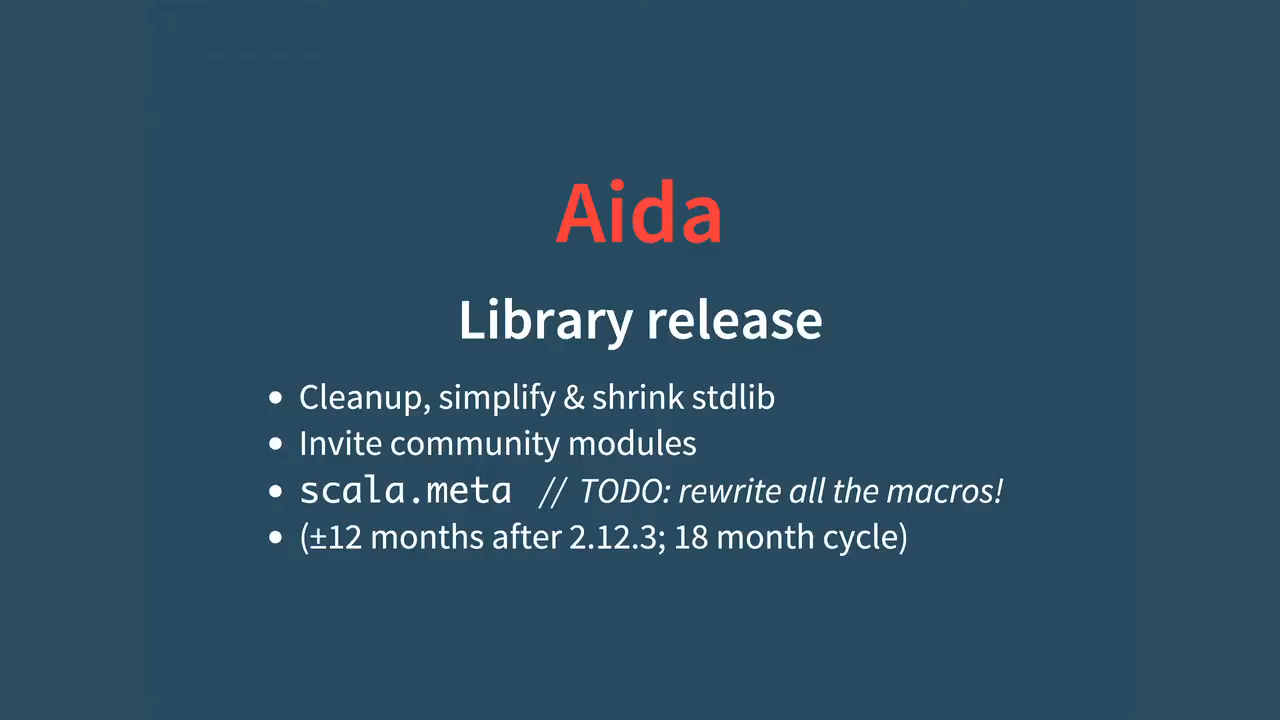 Aida
Library release
• Cleanup, simplify & shrink stdlib
• Invite community modules
• scala.meta // TODO: rewrite all the macros!
• (±12 months after 2.12.3; 18 month cycle)